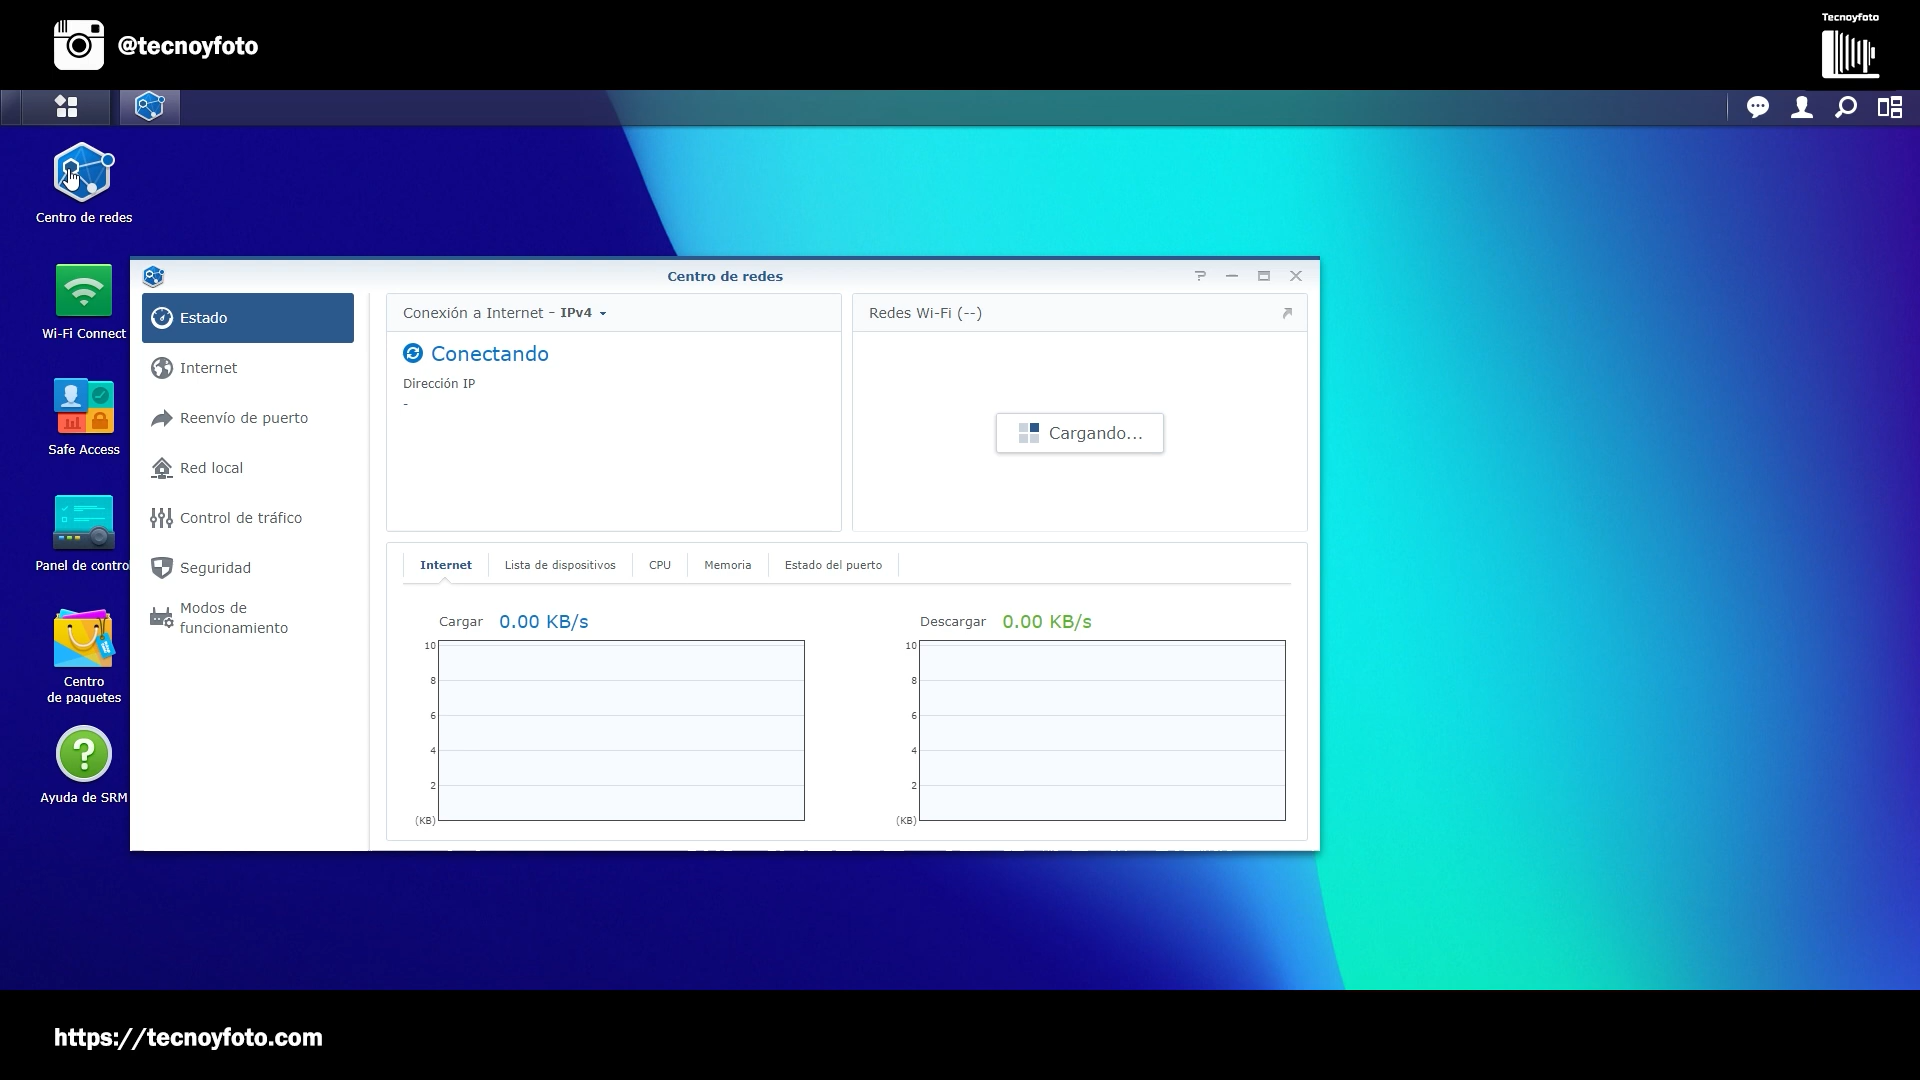 @tecnoyfoto
Tecnoyfoto
Centro de redes
Wi-Fi Connect
Safe Access
Panel de contro
Centro
de paquetes
Ayuda de SRM
Centro de redes
Estado
Internet
Reenvío de puerto
Red local
Control de tráfico
Seguridad
Modos de
funcionamiento
Conexión a Internet - IPv4
Conectando
Dirección IP
-
Redes Wi-Fi (--)
Cargando...
Internet
Lista de dispositivos
CPU
Memoria
Estado del puerto
Cargar 0.00 KB/s
10
8
6
4
2
(KB)
Descargar 0.00 KB/s
10
8
6
4
2
(KB)
https://tecnoyfoto.com